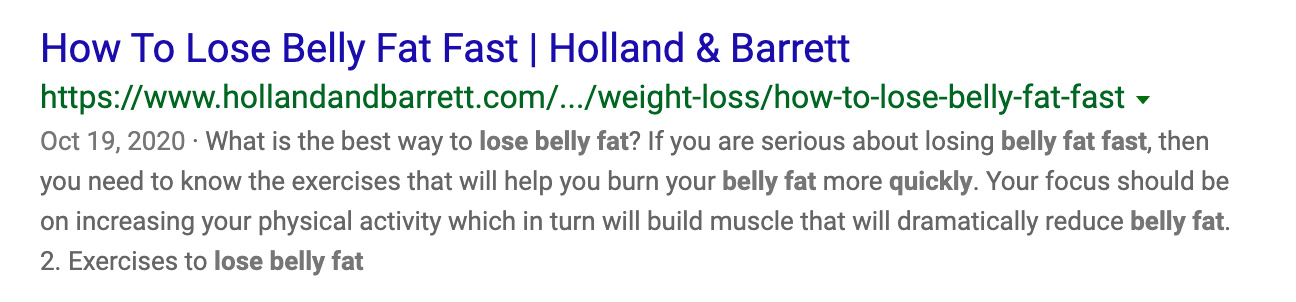 How To Lose Belly Fat Fast | Holland & Barrett
https://www.hollandandbarrett.com/.../weight-loss/how-to-lose-belly-fat-fast
Oct 19, 2020 · What is the best way to lose belly fat? If you are serious about losing belly fat fast, then
you need to know the exercises that will help you burn your belly fat more quickly. Your focus should be
on increasing your physical activity which in turn will build muscle that will dramatically reduce belly fat.
2. Exercises to lose belly fat